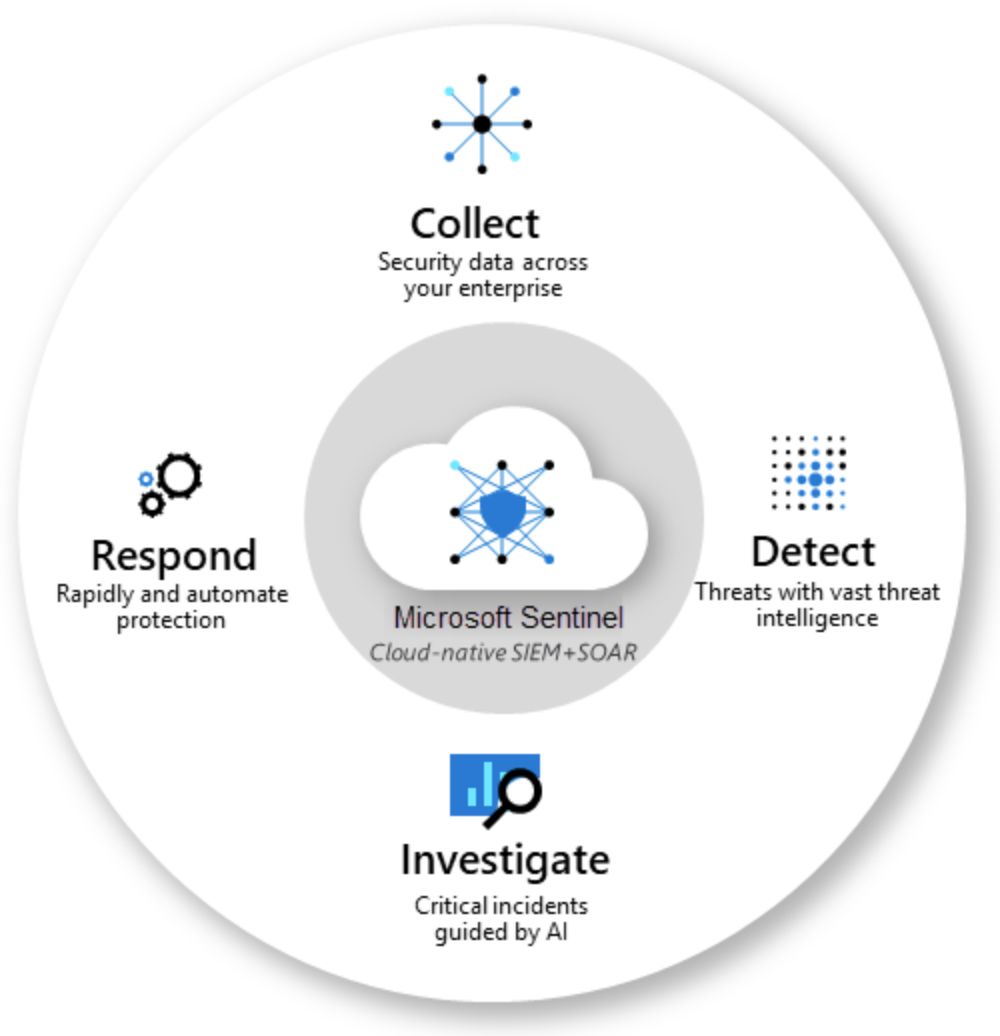 Collect
Security data across
your enterprise
Respond
Rapidly and automate
protection
Microsoft Sentinel
Cloud-native SIEM+SOAR
Detect
Threats with vast threat
intelligence
Investigate
Critical incidents
guided by AI